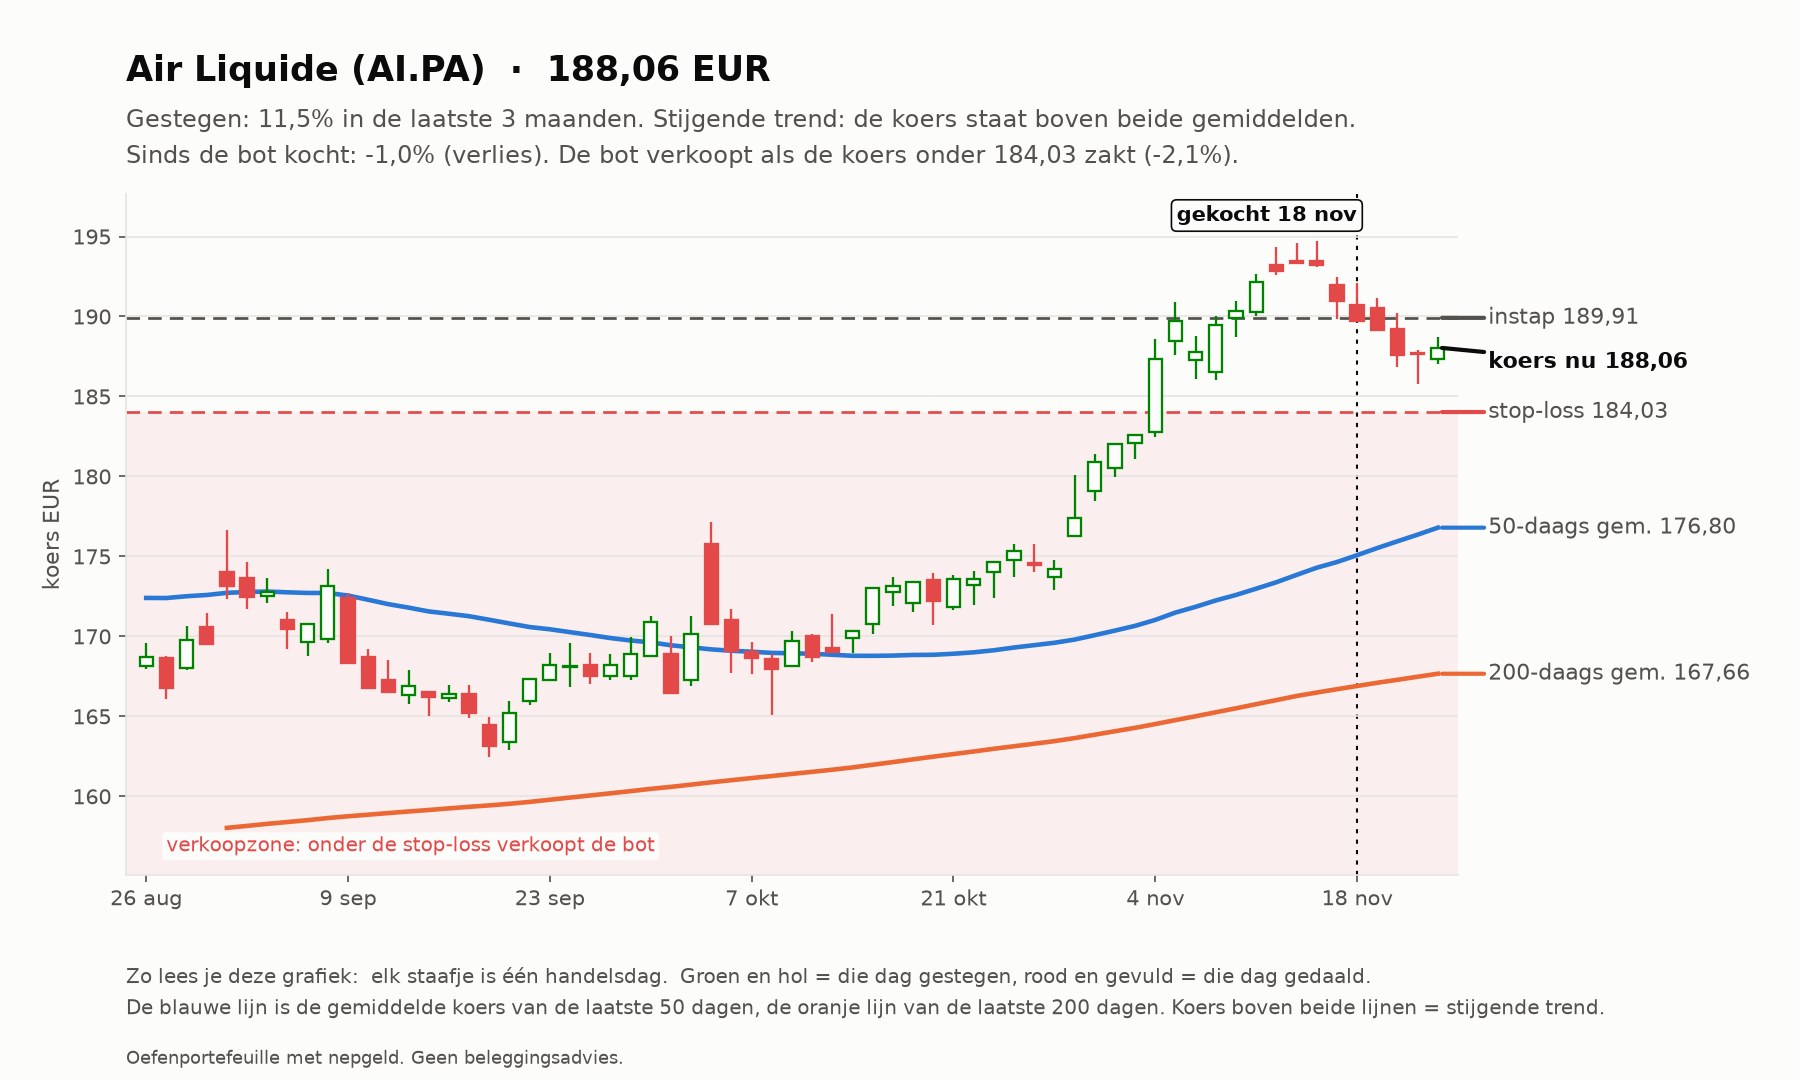 Air Liquide (AI.PA) · 188,06 EUR
Gestegen: 11,5% in de laatste 3 maanden. Stijgende trend: de koers staat boven beide gemiddelden.
Sinds de bot kocht: -1,0% (verlies). De bot verkoopt als de koers onder 184,03 zakt (-2,1%).
gekocht 18 nov
195
190
185
180
175
170
165
160
koers EUR
instap 189,91
koers nu 188,06
stop-loss 184,03
50-daags gem. 176,80
200-daags gem. 167,66
verkoopzone: onder de stop-loss verkoopt de bot
26 aug
9 sep
23 sep
7 okt
21 okt
4 nov
18 nov
Zo lees je deze grafiek: elk staafje is één handelsdag. Groen en hol = die dag gestegen, rood en gevuld = die dag gedaald.
De blauwe lijn is de gemiddelde koers van de laatste 50 dagen, de oranje lijn van de laatste 200 dagen. Koers boven beide lijnen = stijgende trend.
Oefenportefeuille met nepgeld. Geen beleggingsadvies.